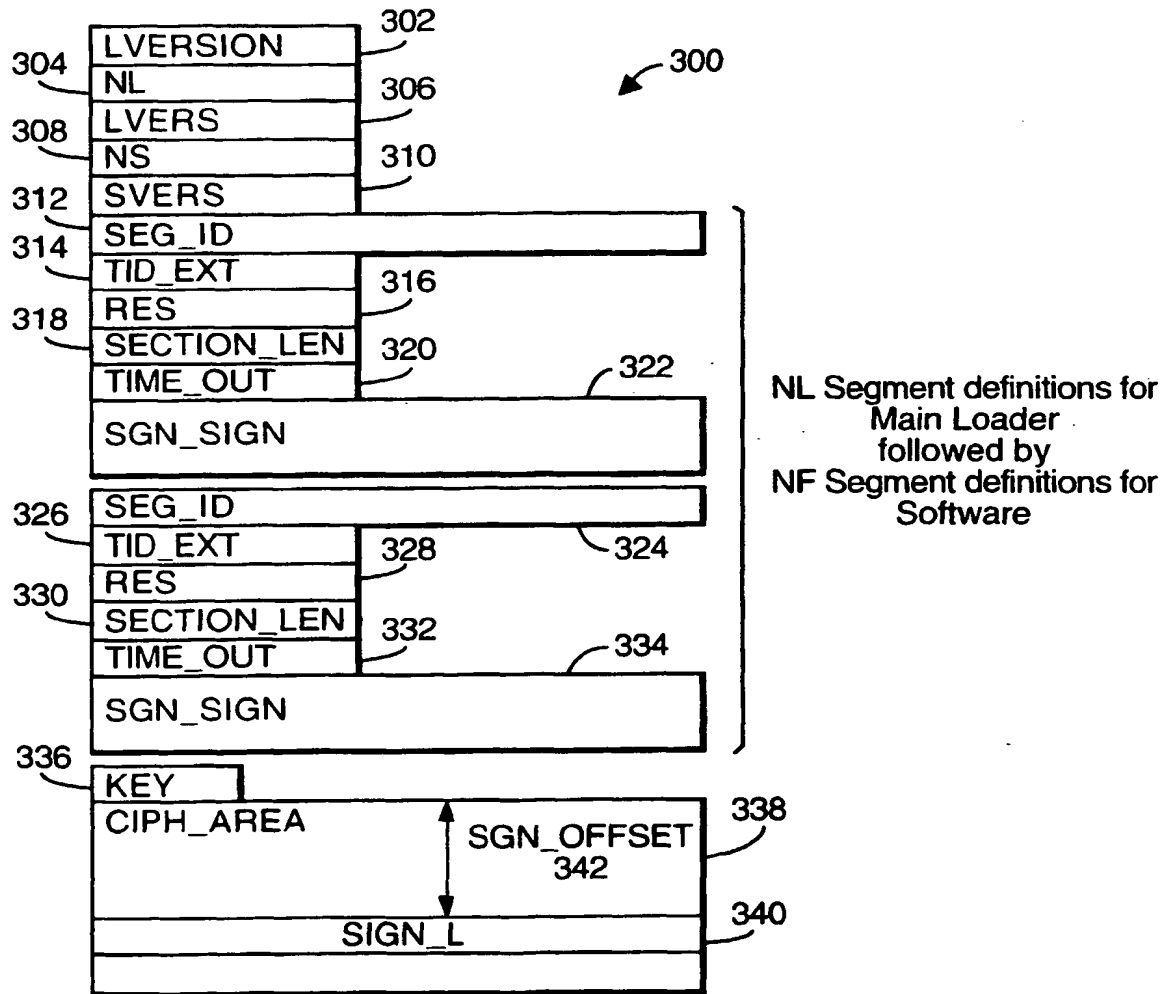 302
LVERSION
304
300
NL
306
LVERS
308
NS
310
SVERS
312
SEG_ID
314
TID_EXT
316
RES
318
SECTION_LEN
320
TIME_OUT
322
SGN_SIGN
NL Segment definitions for
Main Loader
followed by
NF Segment definitions for
Software
SEG_ID
326
324
TID_EXT
328
RES
330
SECTION_LEN
332
TIME_OUT
334
SGN_SIGN
336
KEY
CIPH_AREA
338
SGN_OFFSET
342
340
SIGN_L